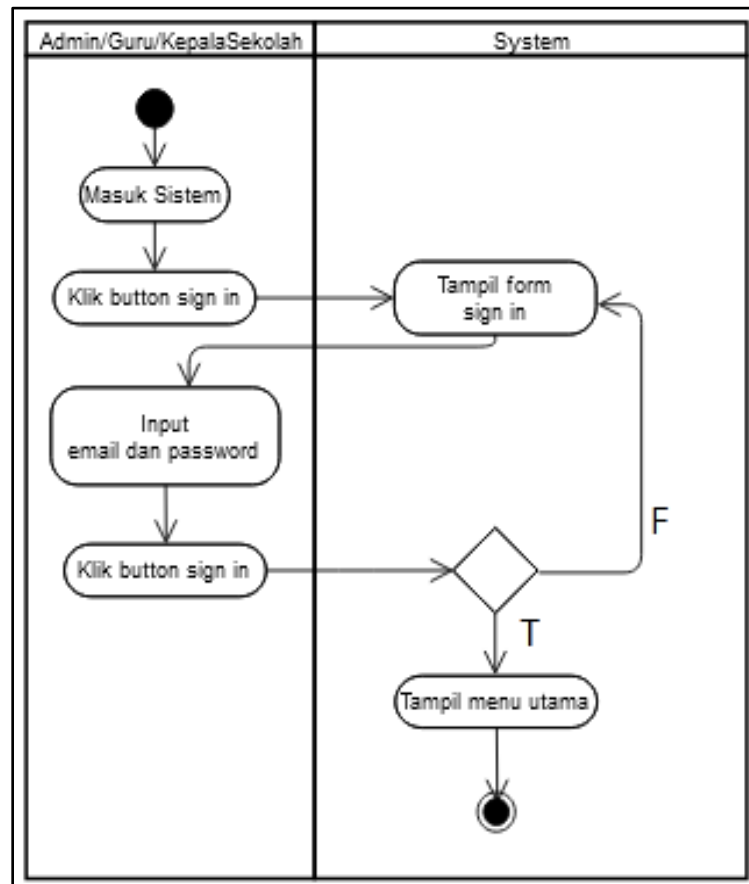 Admin/Guru/KepalaSekolah
System
Masuk Sistem
Klik button sign in
Tampil form
sign in
Input
email dan password
Klik button sign in
F
T
Tampil menu utama